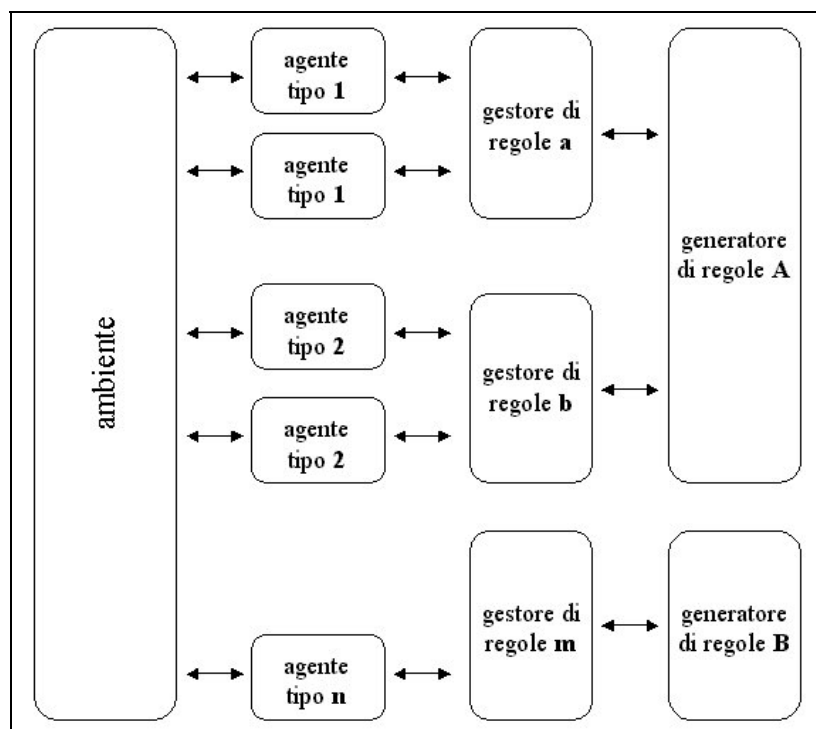 ambiente
agente
tipo 1
agente
tipo 1
agente
tipo 2
agente
tipo 2
agente
tipo n
gestore di
regole a
gestore di
regole b
gestore di
regole m
generatore
di regole A
generatore
di regole B